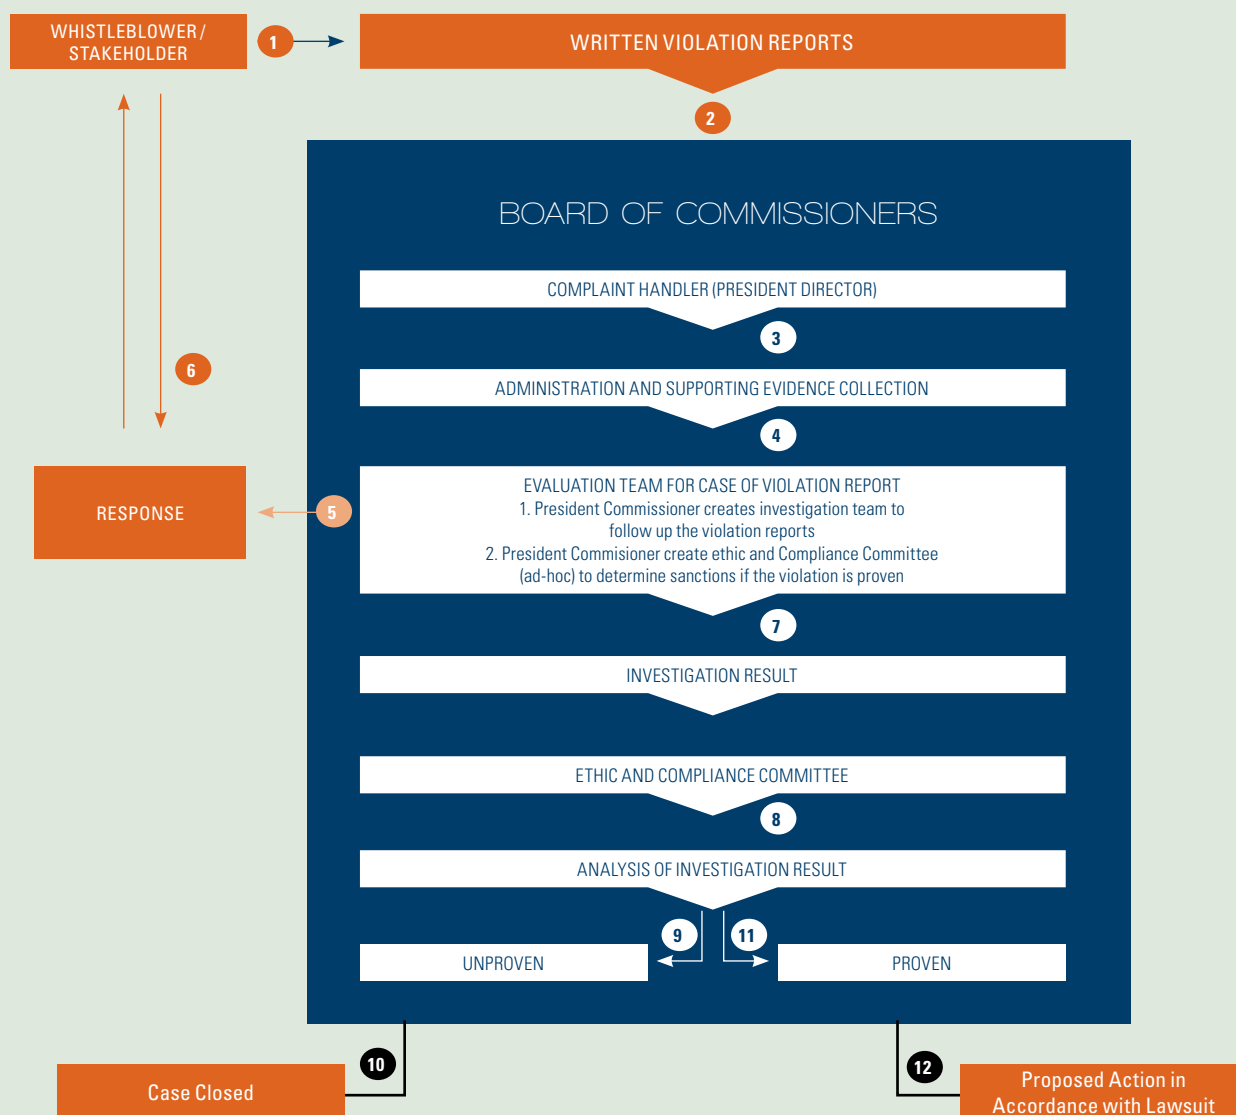 WHISTLEBLOWER /
STAKEHOLDER
1
WRITTEN VIOLATION REPORTS
2
BOARD OF COMMISSIONERS
COMPLAINT HANDLER (PRESIDENT DIRECTOR)
3
6
ADMINISTRATION AND SUPPORTING EVIDENCE COLLECTION
4
RESPONSE
5
EVALUATION TEAM FOR CASE OF VIOLATION REPORT
1. President Commissioner creates investigation team to
follow up the violation reports
2. President Commisioner create ethic and Compliance Committee
(ad-hoc) to determine sanctions if the violation is proven
7
INVESTIGATION RESULT
ETHIC AND COMPLIANCE COMMITTEE
8
ANALYSIS OF INVESTIGATION RESULT
9
11
UNPROVEN
PROVEN
10
12
Case Closed
Proposed Action in
Accordance with Lawsuit